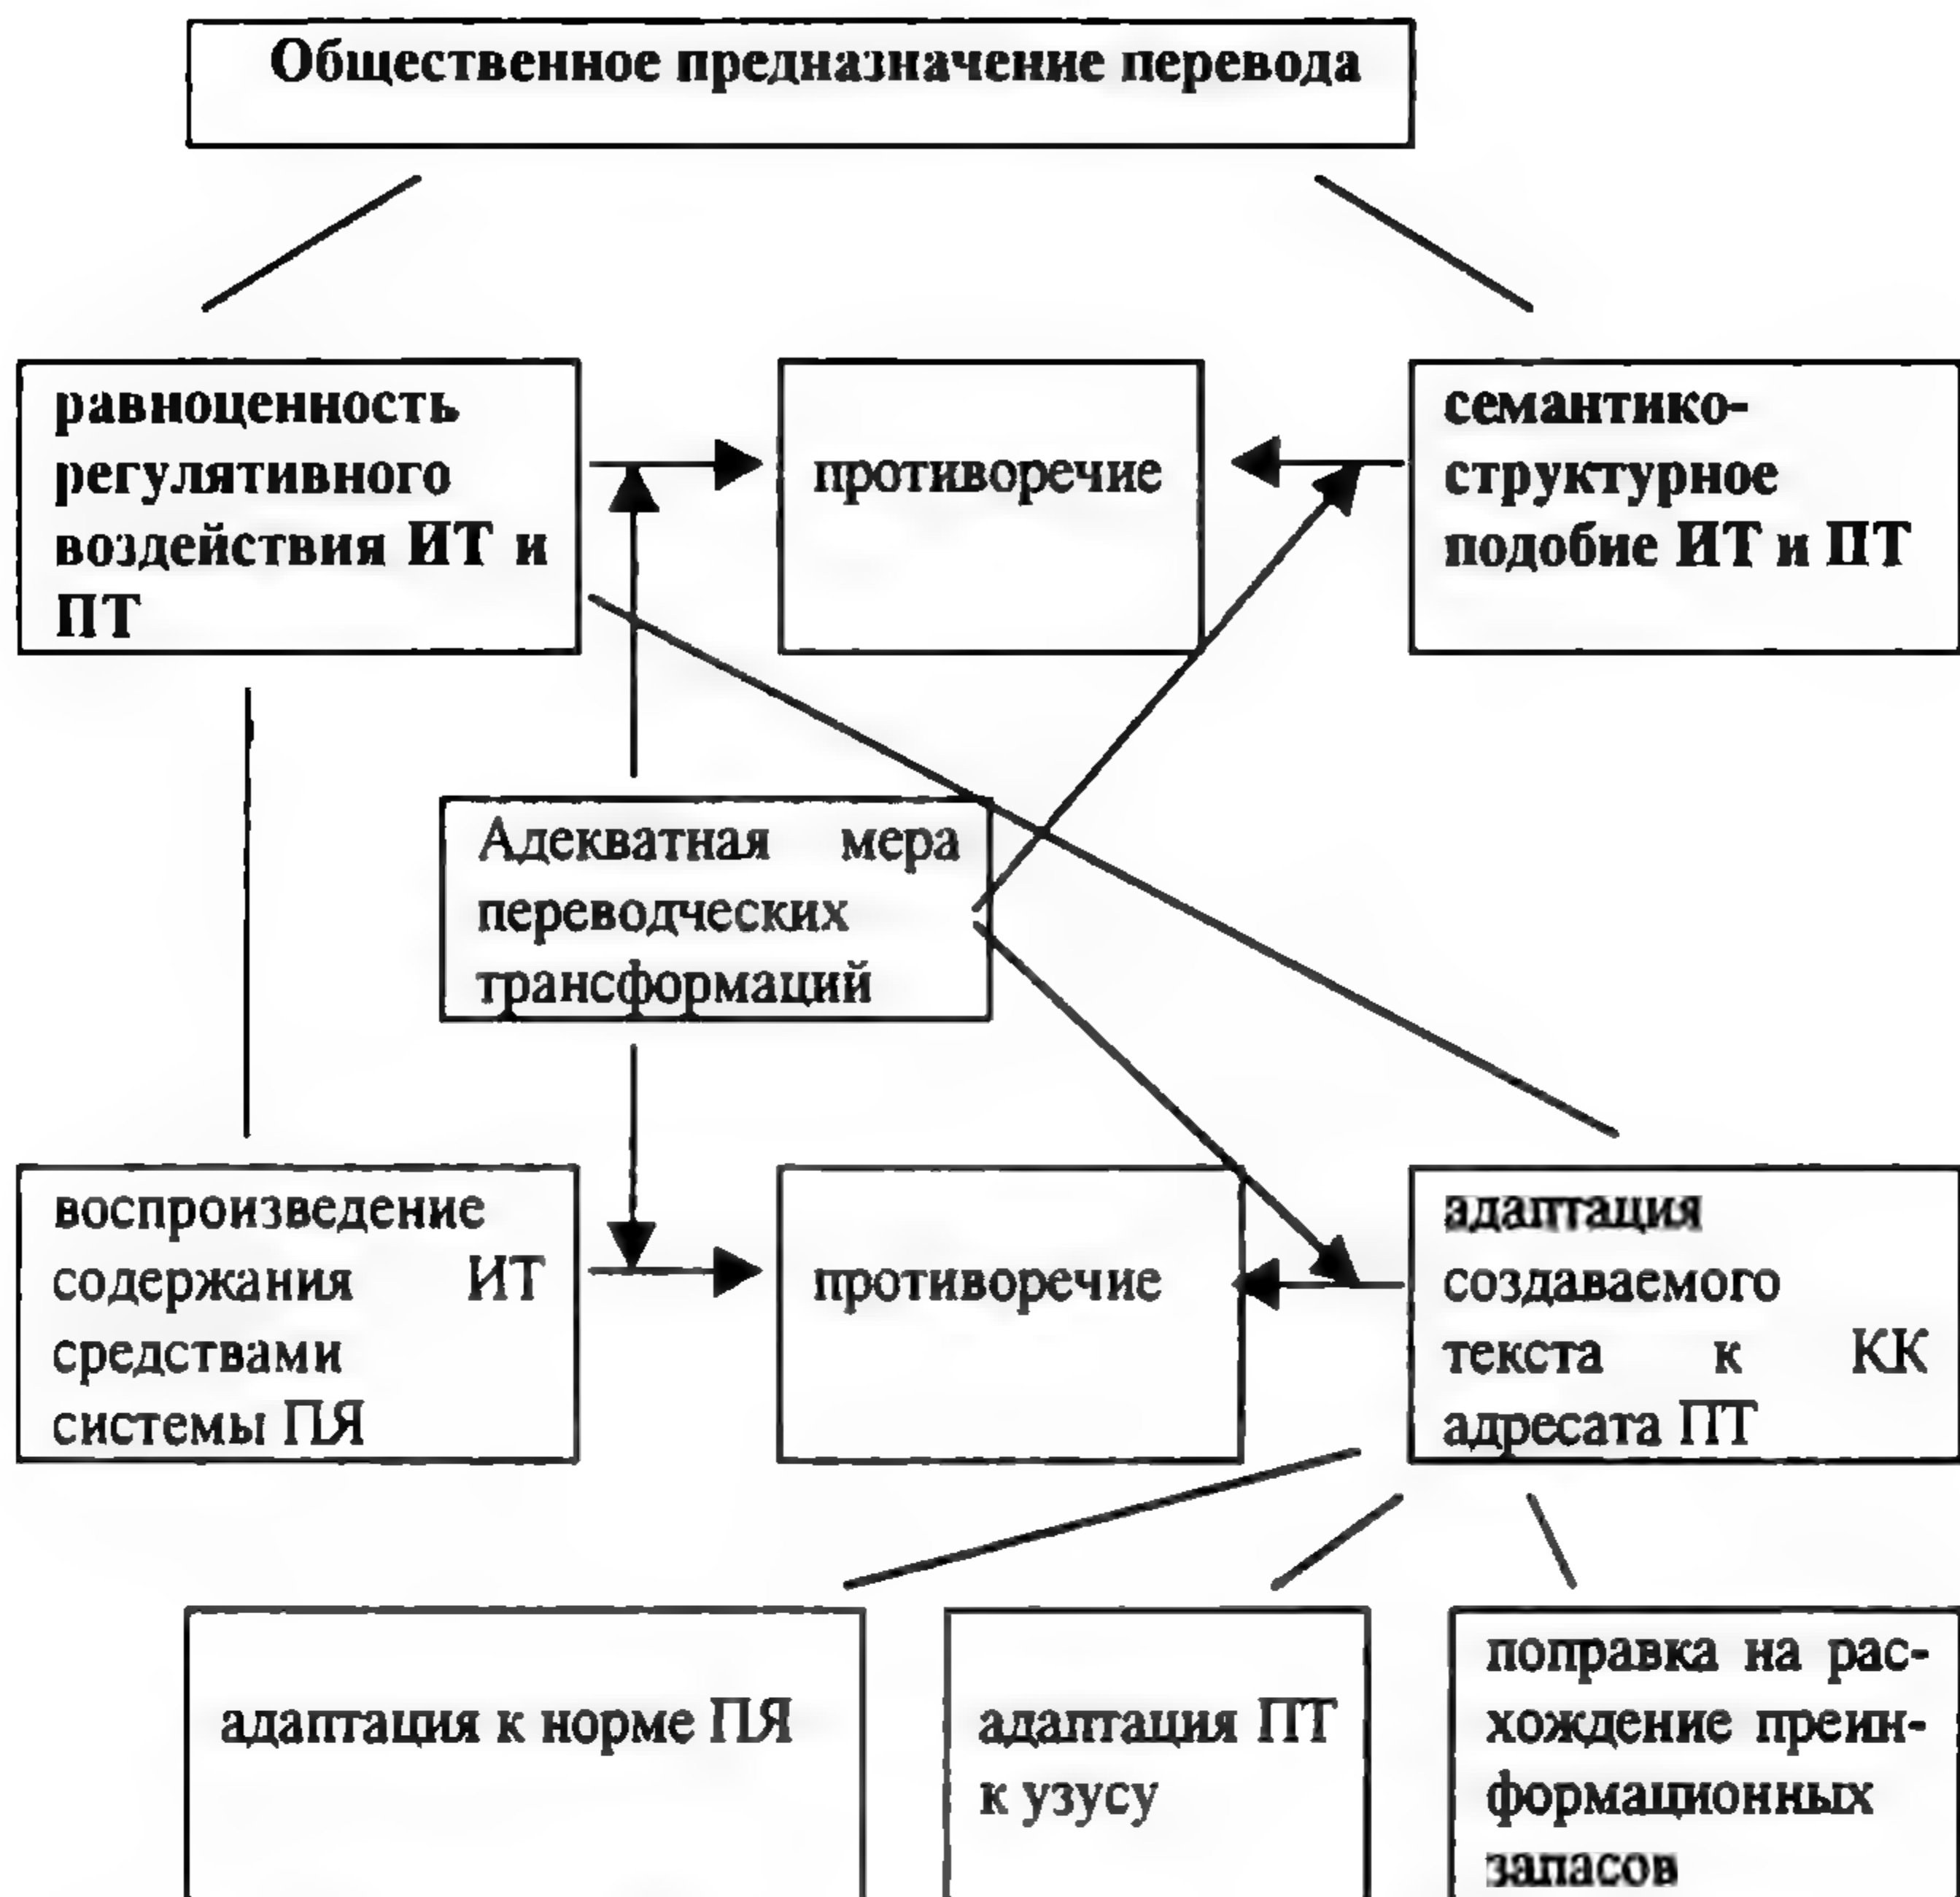 Общественное предназначение перевода
равноценность
регулятивного
воздействия ИТ и
ПТ
противоречие
семантико-
структурное
подобие ИТ и ПТ
Адекватная мера
переводческих
трансформаций
воспроизведение
содержания ИТ
средствами
системы ПЯ
противоречие
адаптация
создаваемого
текста к КК
адресата ПТ
адаптация к норме ПЯ
адаптация ПТ
к узусу
поправка на рас-
хождение преин-
формационных
запасов